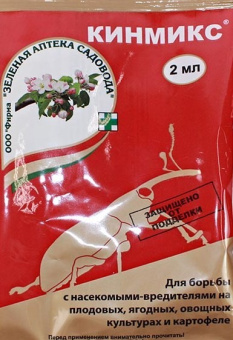 КИНМИКС®
2 мл
ООО "Фирма "ЗЕЛЕНАЯ АПТЕКА САДОВОДА"
ЗАЩИЩЕНО
ОТ
ПОДДЕЛКИ
Для борьбы
с насекомыми-вредителями на
плодовых, ягодных, овощных
культурах и картофеле
Перед применением внимательно прочитать!